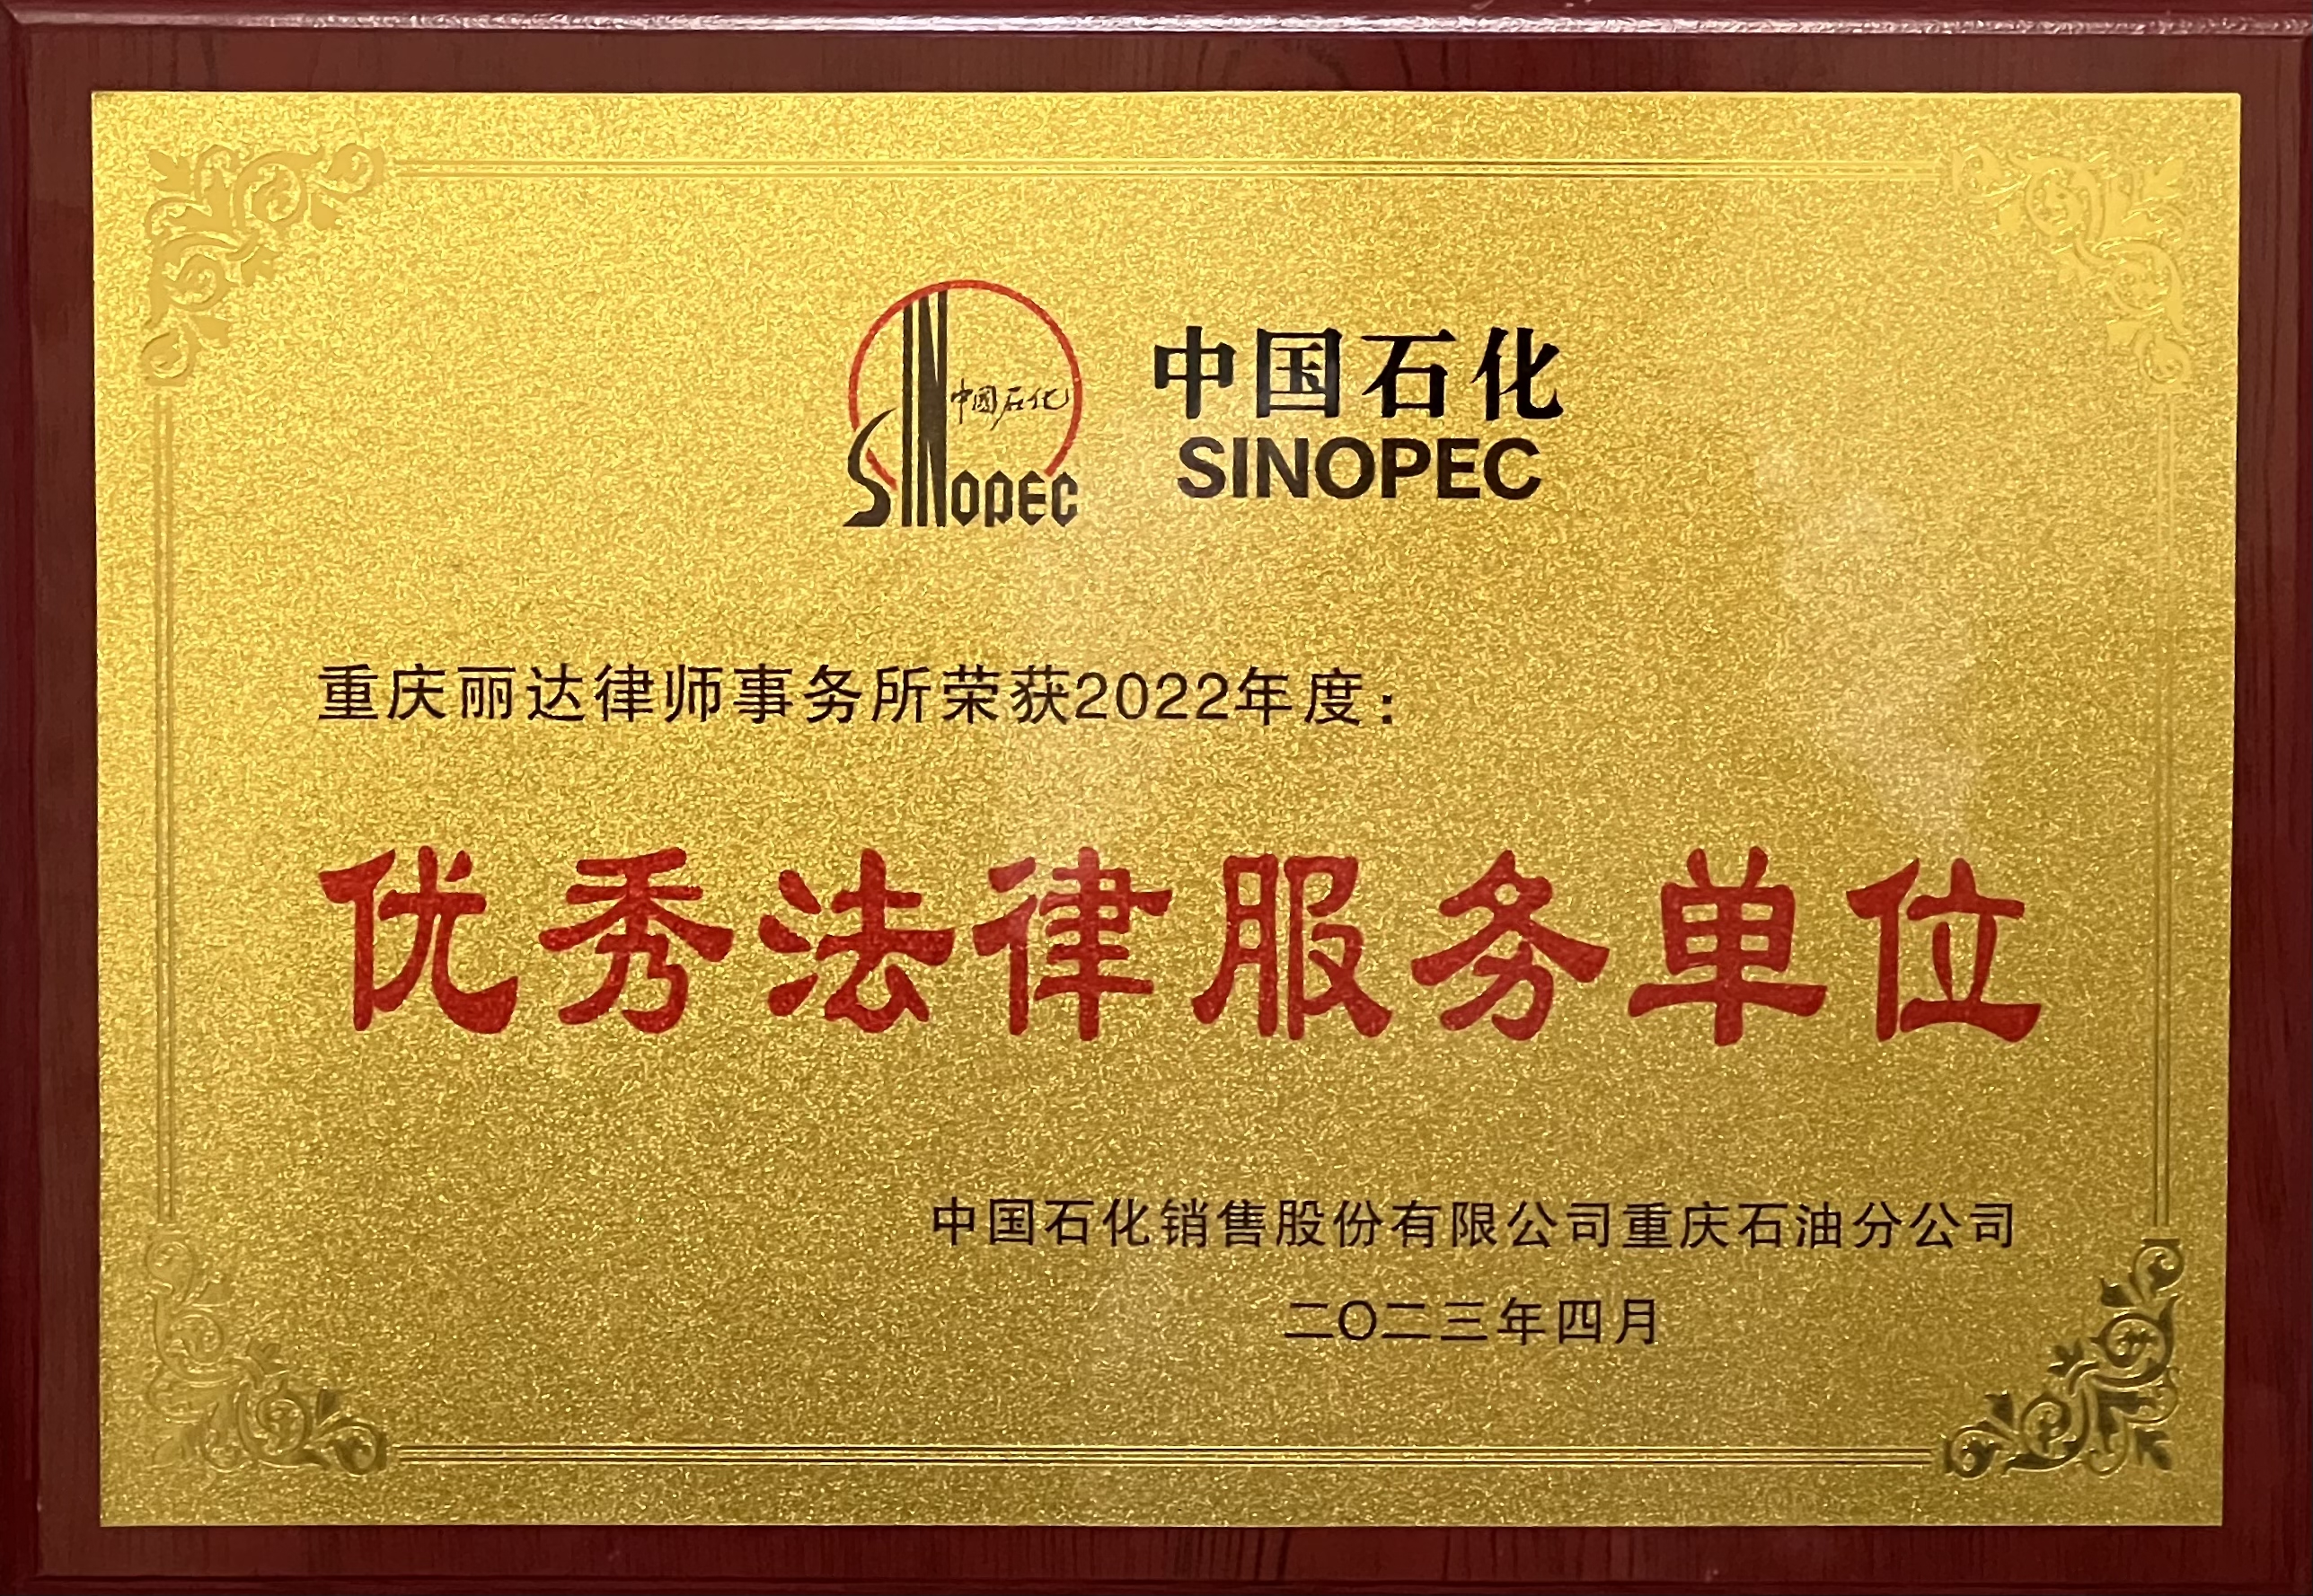 中国石化
SINOPEC
中国石化
SINOPEC
重庆丽达律师事务所荣获2022年度：
优秀法律服务单位
中国石化销售股份有限公司重庆石油分公司
二〇二三年四月